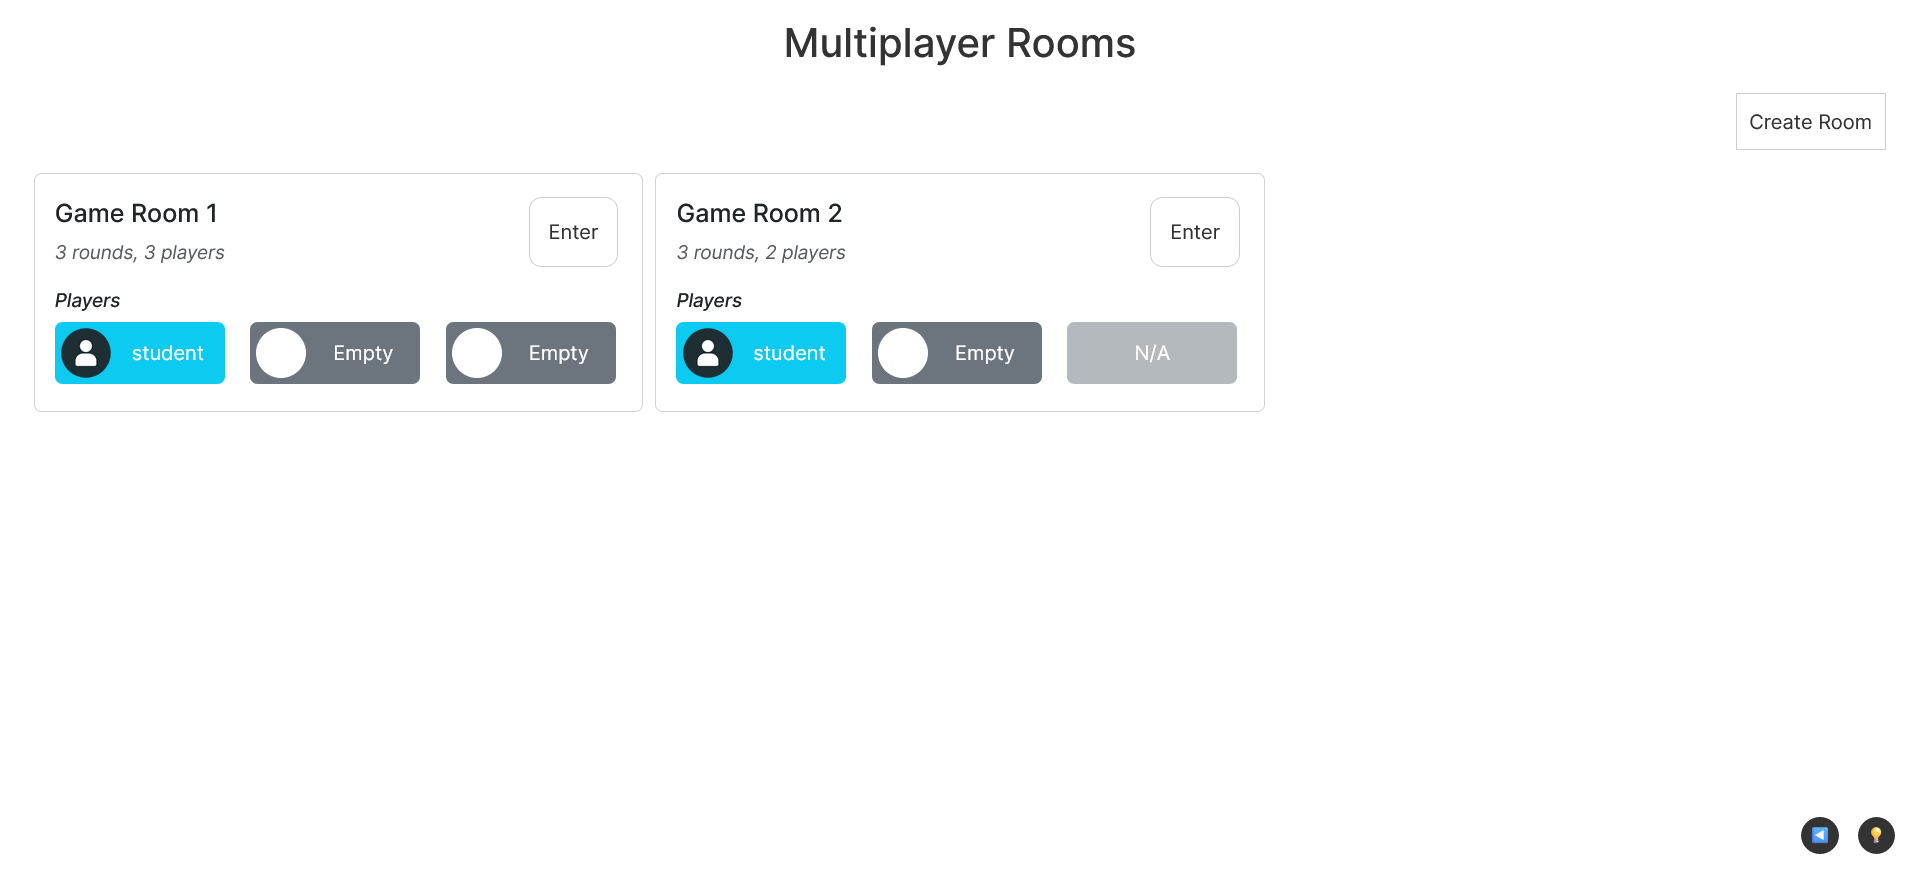 Multiplayer Rooms
Create Room
Game Room 1
Enter
3 rounds, 3 players
Players
student
Empty
Empty
Game Room 2
Enter
3 rounds, 2 players
Players
student
Empty
N/A